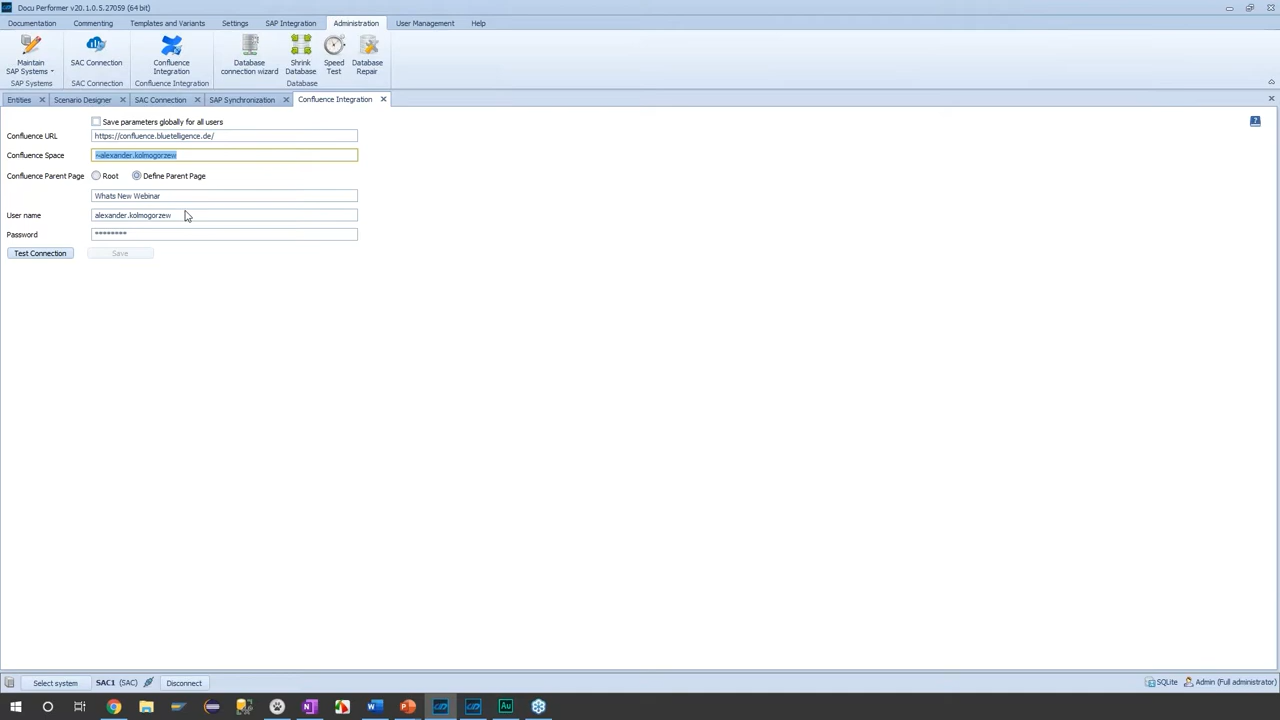 Docu Performer v20.1.0.5.27059 (64 bit)
Documentation Commenting Templates and Variants Settings SAP Integration Administration User Management Help
Maintain SAP Systems
SAC Connection
Confluence Integration
Database connection wizard
Shrink Database
Speed Test
Database Repair
SAP Systems SAC Connection Confluence Integration Database
Entities Scenario Designer SAC Connection SAP Synchronization Confluence Integration
Save parameters globally for all users
Confluence URL https://confluence.bluetelligence.de/
Confluence Space ~alexander.kolmogorzew
Confluence Parent Page Root Define Parent Page
Whats New Webinar
User name alexander.kolmogorzew
Password ********
Test Connection Save
Select system SAC1 (SAC) Disconnect SQLite Admin (Full administrator)